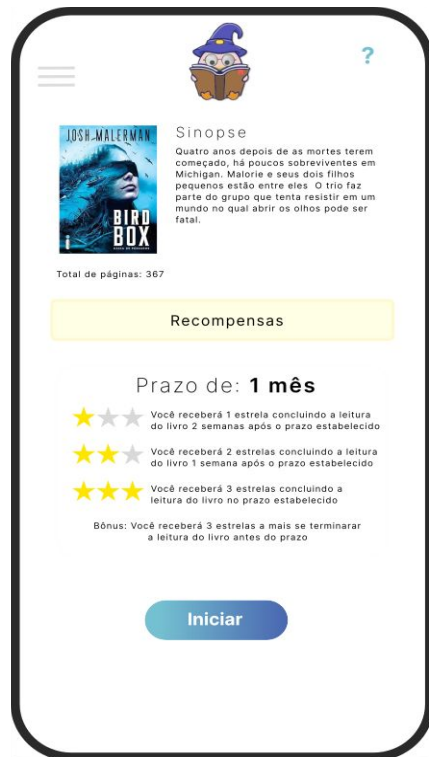 ?
JOSH MALERMAN
BIRD
BOX
Sinopse
Quatro anos depois de as mortes terem
começado, há poucos sobreviventes em
Michigan. Malorie e seus dois filhos
pequenos estão entre eles O trio faz
parte do grupo que tenta resistir em um
mundo no qual abrir os olhos pode ser
fatal.
Total de páginas: 367
Recompensas
Prazo de: 1 mês
Você receberá 1 estrela concluindo a leitura
do livro 2 semanas após o prazo estabelecido
Você receberá 2 estrelas concluindo a leitura
do livro 1 semana após o prazo estabelecido
Você receberá 3 estrelas concluindo a
leitura do livro no prazo estabelecido
Bônus: Você receberá 3 estrelas a mais se terminarar
a leitura do livro antes do prazo
Iniciar